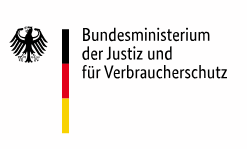 Bundesministerium
der Justiz und
für Verbraucherschutz